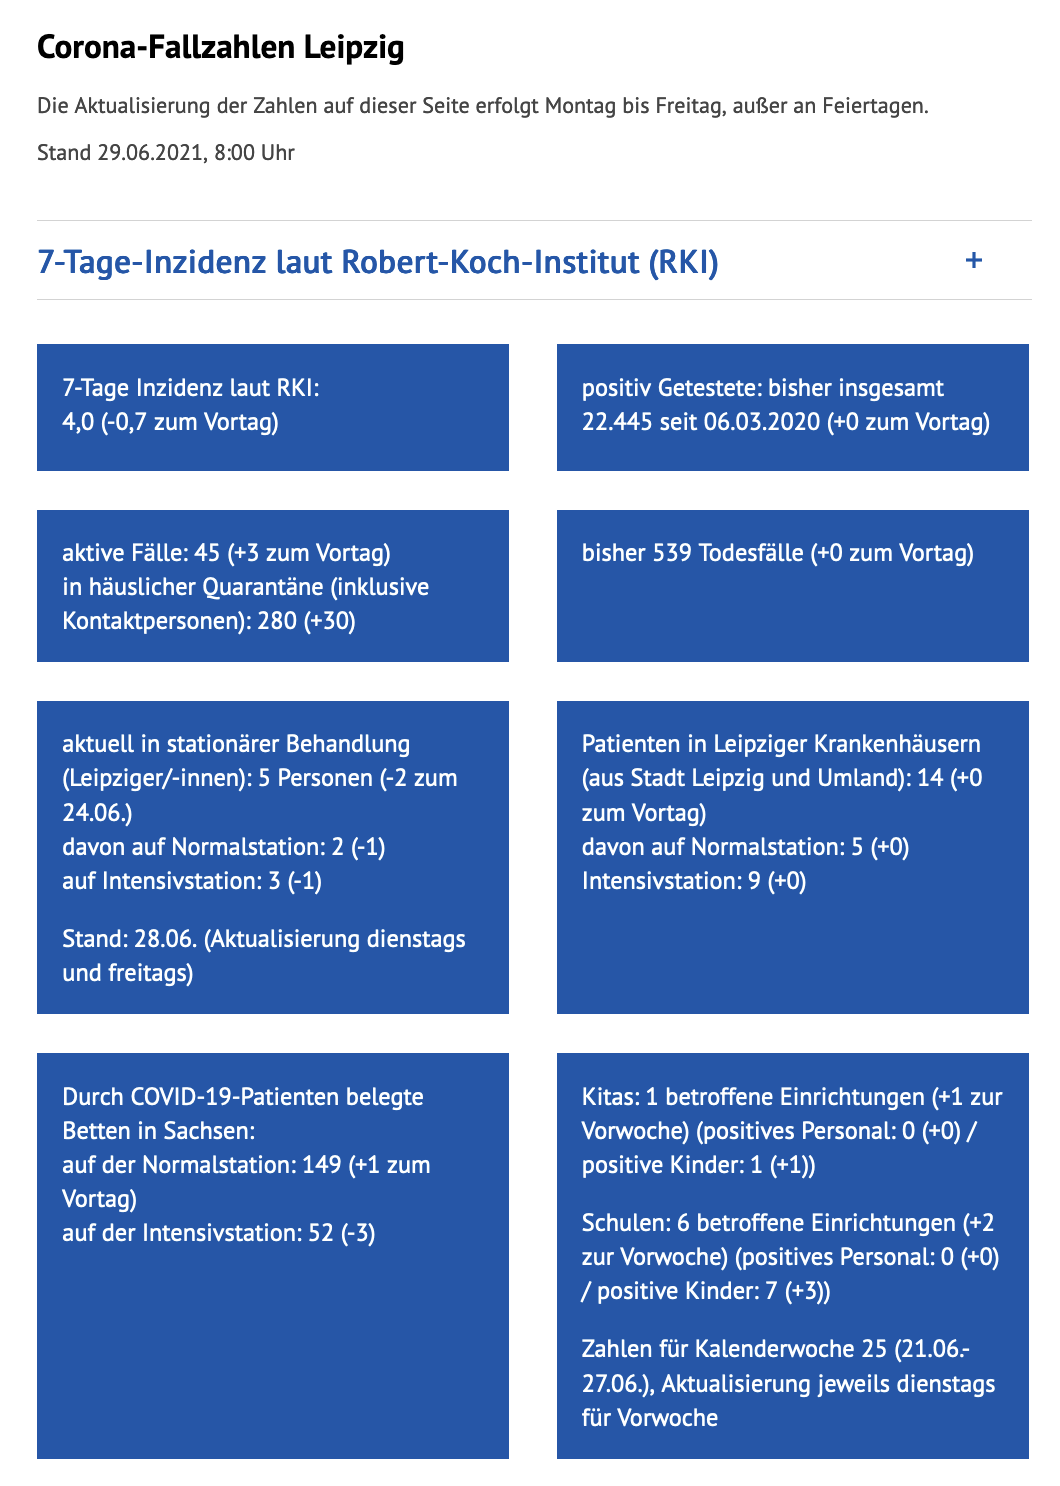 Corona-Fallzahlen Leipzig
Die Aktualisierung der Zahlen auf dieser Seite erfolgt Montag bis Freitag, außer an Feiertagen.
Stand 29.06.2021, 8:00 Uhr
7-Tage-Inzidenz laut Robert-Koch-Institut (RKI) +
7-Tage Inzidenz laut RKI:
4,0 (-0,7 zum Vortag)
positiv Getestete: bisher insgesamt
22.445 seit 06.03.2020 (+0 zum Vortag)
aktive Fälle: 45 (+3 zum Vortag)
in häuslicher Quarantäne (inklusive
Kontaktpersonen): 280 (+30)
bisher 539 Todesfälle (+0 zum Vortag)
aktuell in stationärer Behandlung
(Leipziger/-innen): 5 Personen (-2 zum
24.06.)
davon auf Normalstation: 2 (-1)
auf Intensivstation: 3 (-1)
Stand: 28.06. (Aktualisierung dienstags
und freitags)
Patienten in Leipziger Krankenhäusern
(aus Stadt Leipzig und Umland): 14 (+0
zum Vortag)
davon auf Normalstation: 5 (+0)
Intensivstation: 9 (+0)
Durch COVID-19-Patienten belegte
Betten in Sachsen:
auf der Normalstation: 149 (+1 zum
Vortag)
auf der Intensivstation: 52 (-3)
Kitas: 1 betroffene Einrichtungen (+1 zur
Vorwoche) (positives Personal: 0 (+0) /
positive Kinder: 1 (+1))
Schulen: 6 betroffene Einrichtungen (+2
zur Vorwoche) (positives Personal: 0 (+0)
/ positive Kinder: 7 (+3))
Zahlen für Kalenderwoche 25 (21.06.-
27.06.), Aktualisierung jeweils dienstags
für Vorwoche